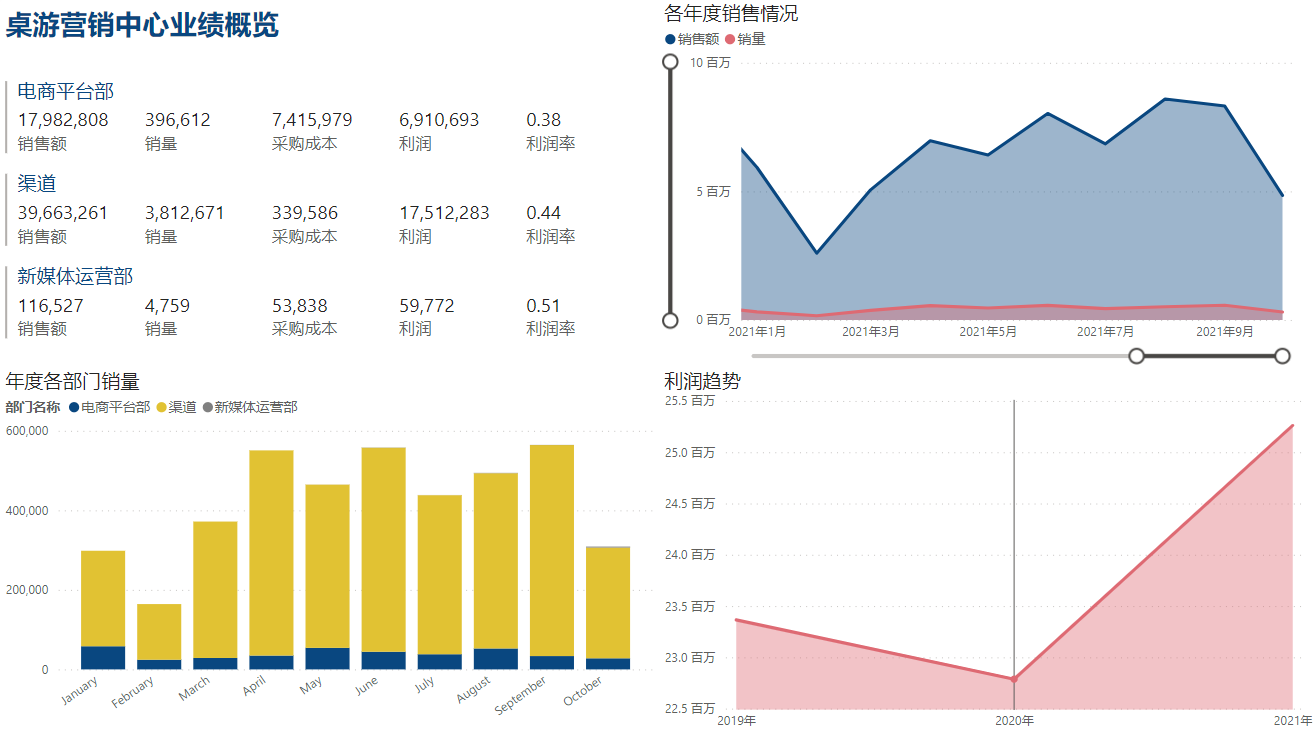 桌游营销中心业绩概览
电商平台部
17,982,808 396,612 7,415,979 6,910,693 0.38
销售额 销量 采购成本 利润 利润率
渠道
39,663,261 3,812,671 339,586 17,512,283 0.44
销售额 销量 采购成本 利润 利润率
新媒体运营部
116,527 4,759 53,838 59,772 0.51
销售额 销量 采购成本 利润 利润率
各年度销售情况
销售额 销量
10 百万
5 百万
0 百万
2021年1月 2021年3月 2021年5月 2021年7月 2021年9月
年度各部门销量
部门名称 电商平台部 渠道 新媒体运营部
600,000
400,000
200,000
0
January February March April May June July August September October
利润趋势
25.5 百万
25.0 百万
24.5 百万
24.0 百万
23.5 百万
23.0 百万
22.5 百万
2019年 2020年 2021年